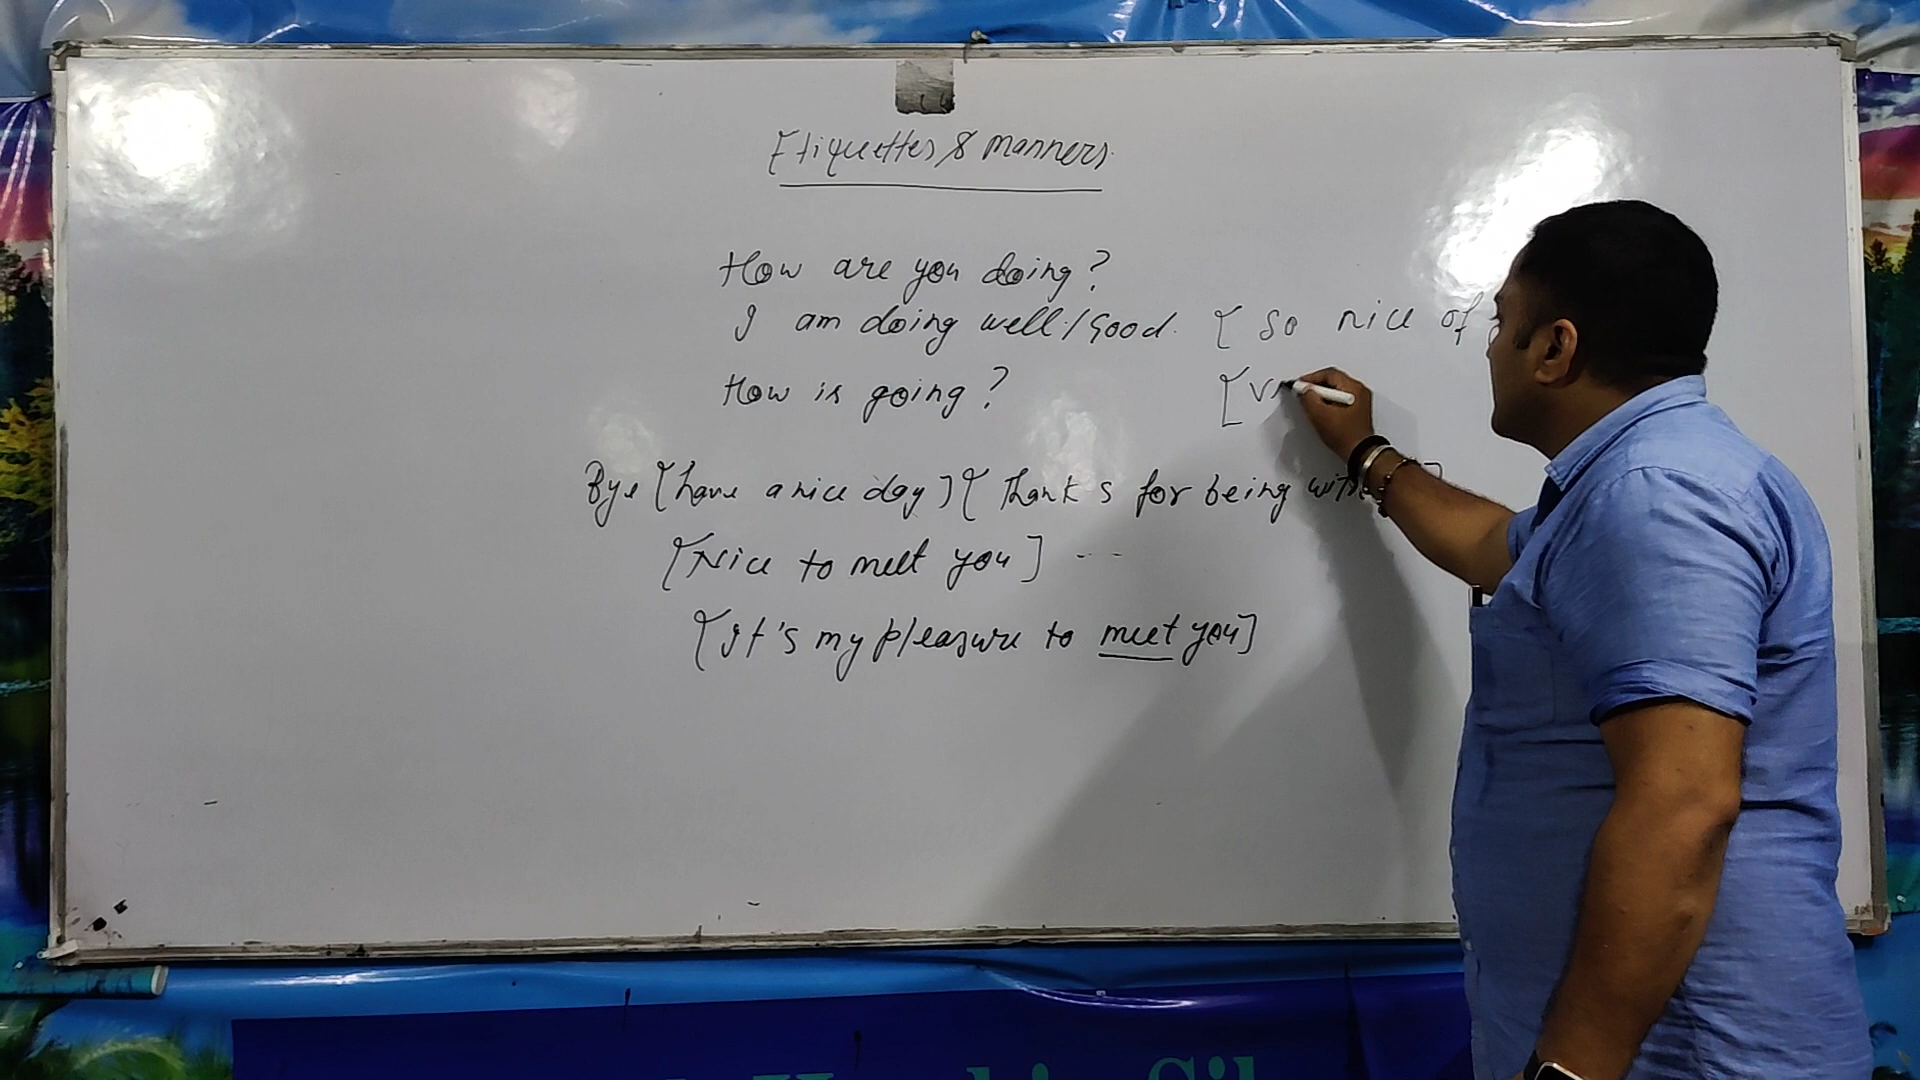 Etiquettes & manners.
How are you doing?
I am doing well./Good. [ so nice of
How is going? [V
Bye [have a nice day] [Thanks for being with ]
[Nice to meet you] ---
[It's my pleasure to meet you]